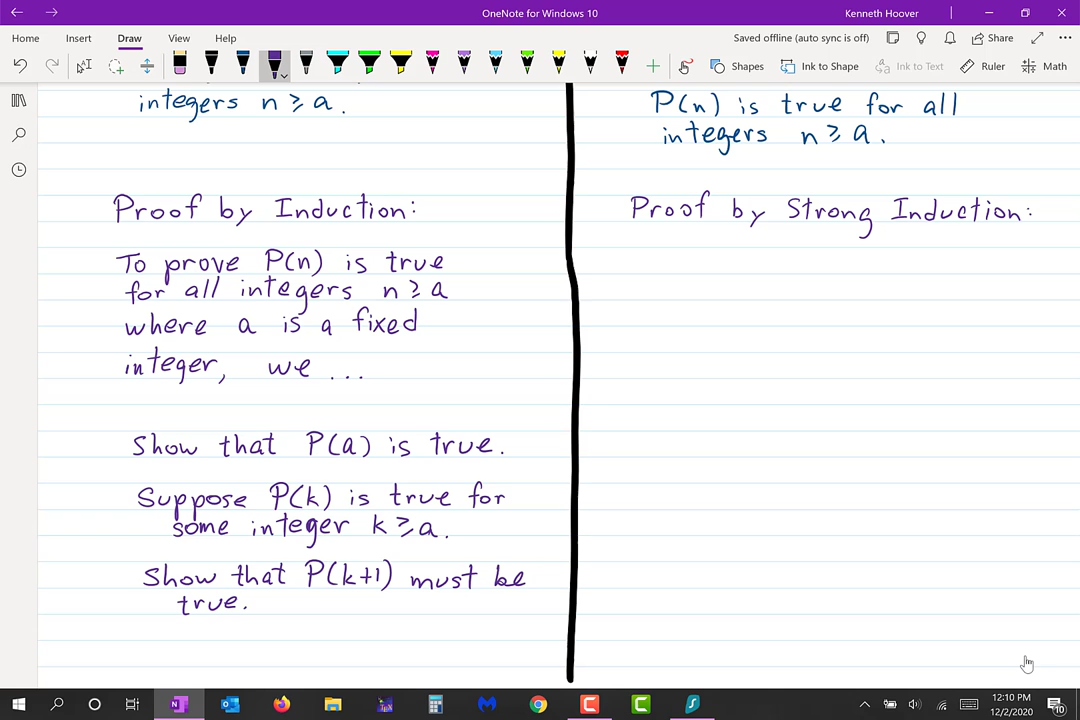 OneNote for Windows 10
Kenneth Hoover
Home Insert Draw View Help
Saved offline (auto sync is off)
Share
Shapes
Ink to Shape
Ink to Text
Ruler
Math
integers n ≥ a.
Proof by Induction:
To prove P(n) is true
for all integers n ≥ a
where a is a fixed
integer, we ...
Show that P(a) is true.
Suppose P(k) is true for
some integer k ≥ a.
Show that P(k+1) must be
true.
P(n) is true for all
integers n ≥ a.
Proof by Strong Induction:
12:10 PM
12/2/2020
10